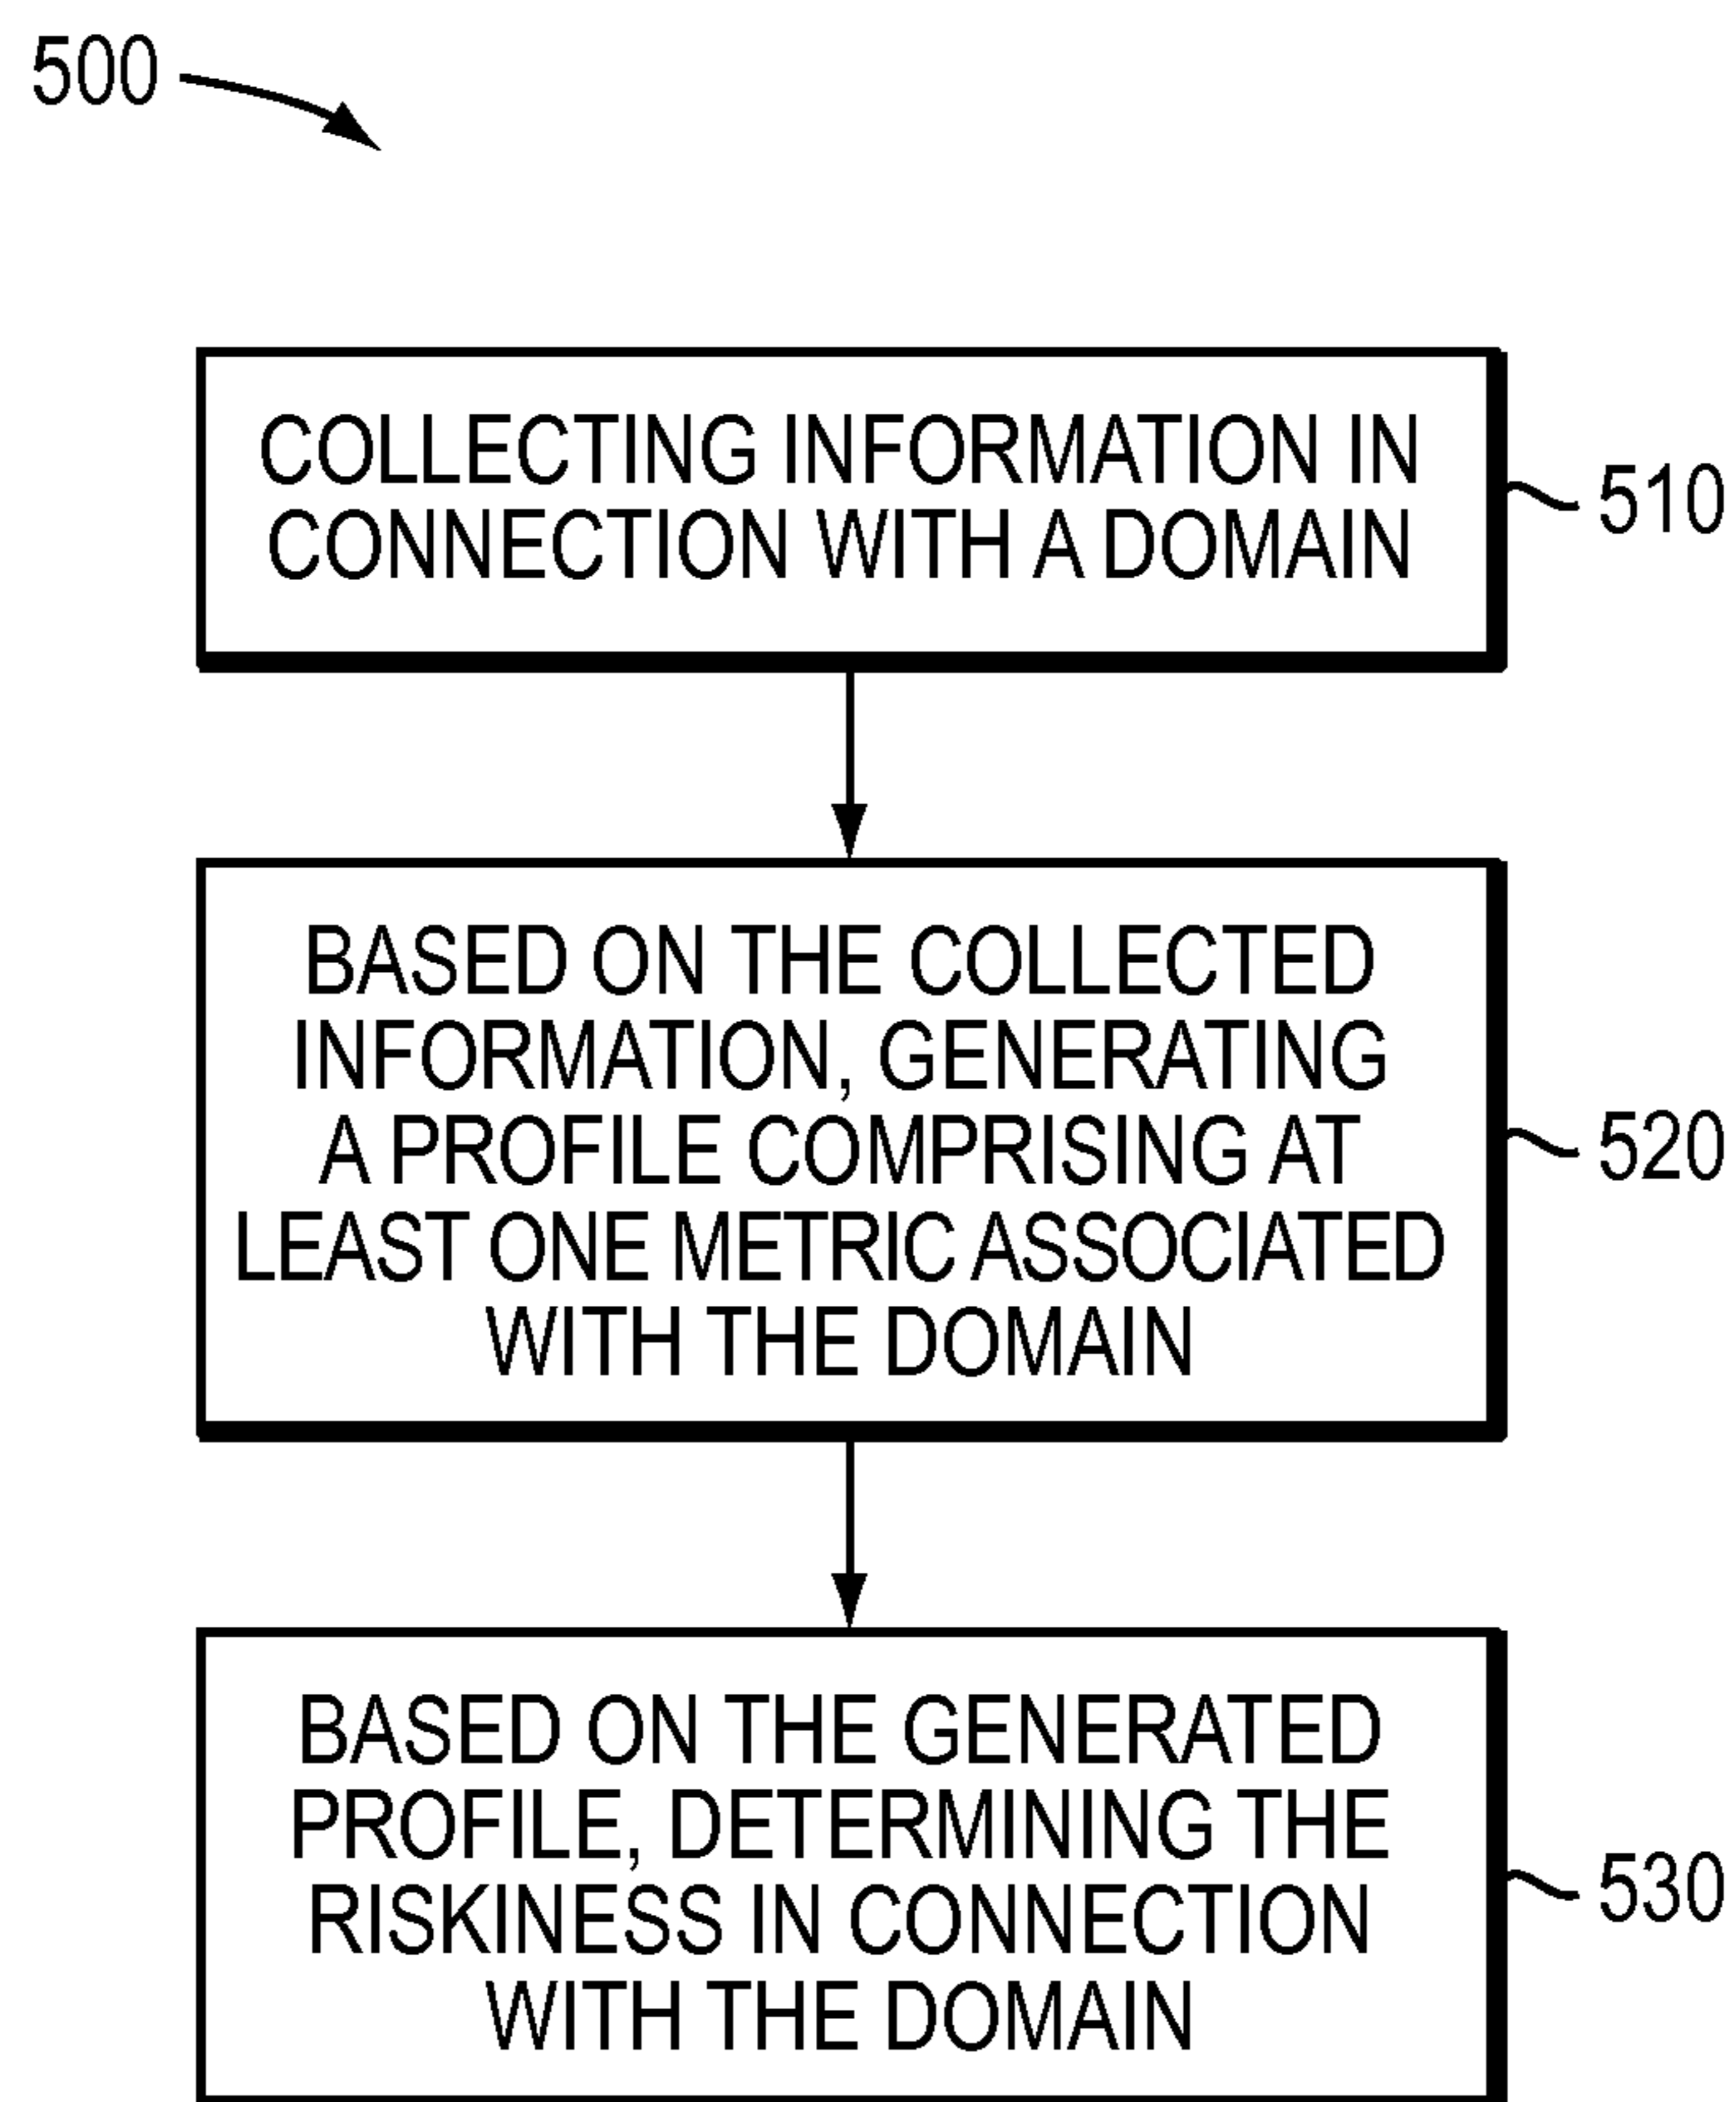 500
COLLECTING INFORMATION IN
CONNECTION WITH A DOMAIN
510
BASED ON THE COLLECTED
INFORMATION, GENERATING
A PROFILE COMPRISING AT
LEAST ONE METRIC ASSOCIATED
WITH THE DOMAIN
520
BASED ON THE GENERATED
PROFILE, DETERMINING THE
RISKINESS IN CONNECTION
WITH THE DOMAIN
530